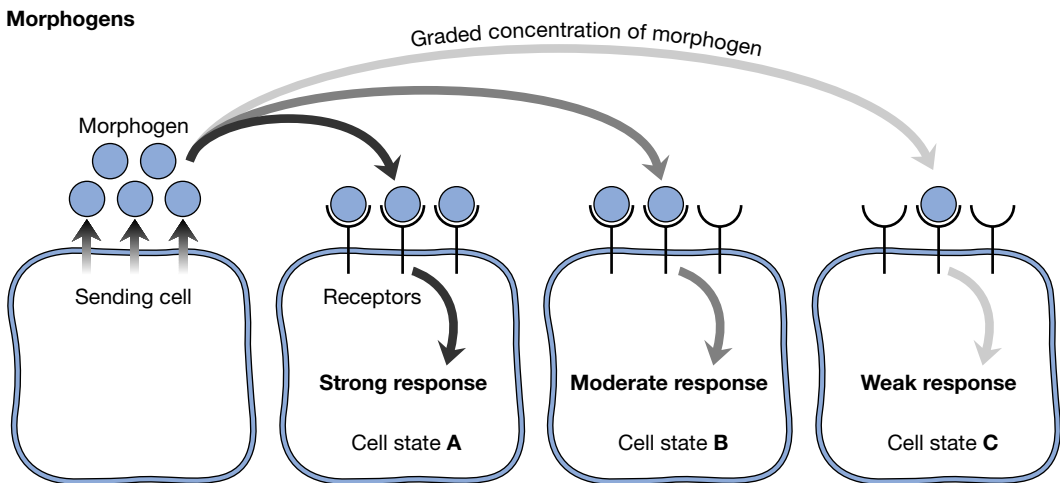 Morphogens
Graded concentration of morphogen
Morphogen
Sending cell
Receptors
Strong response
Moderate response
Weak response
Cell state A
Cell state B
Cell state C